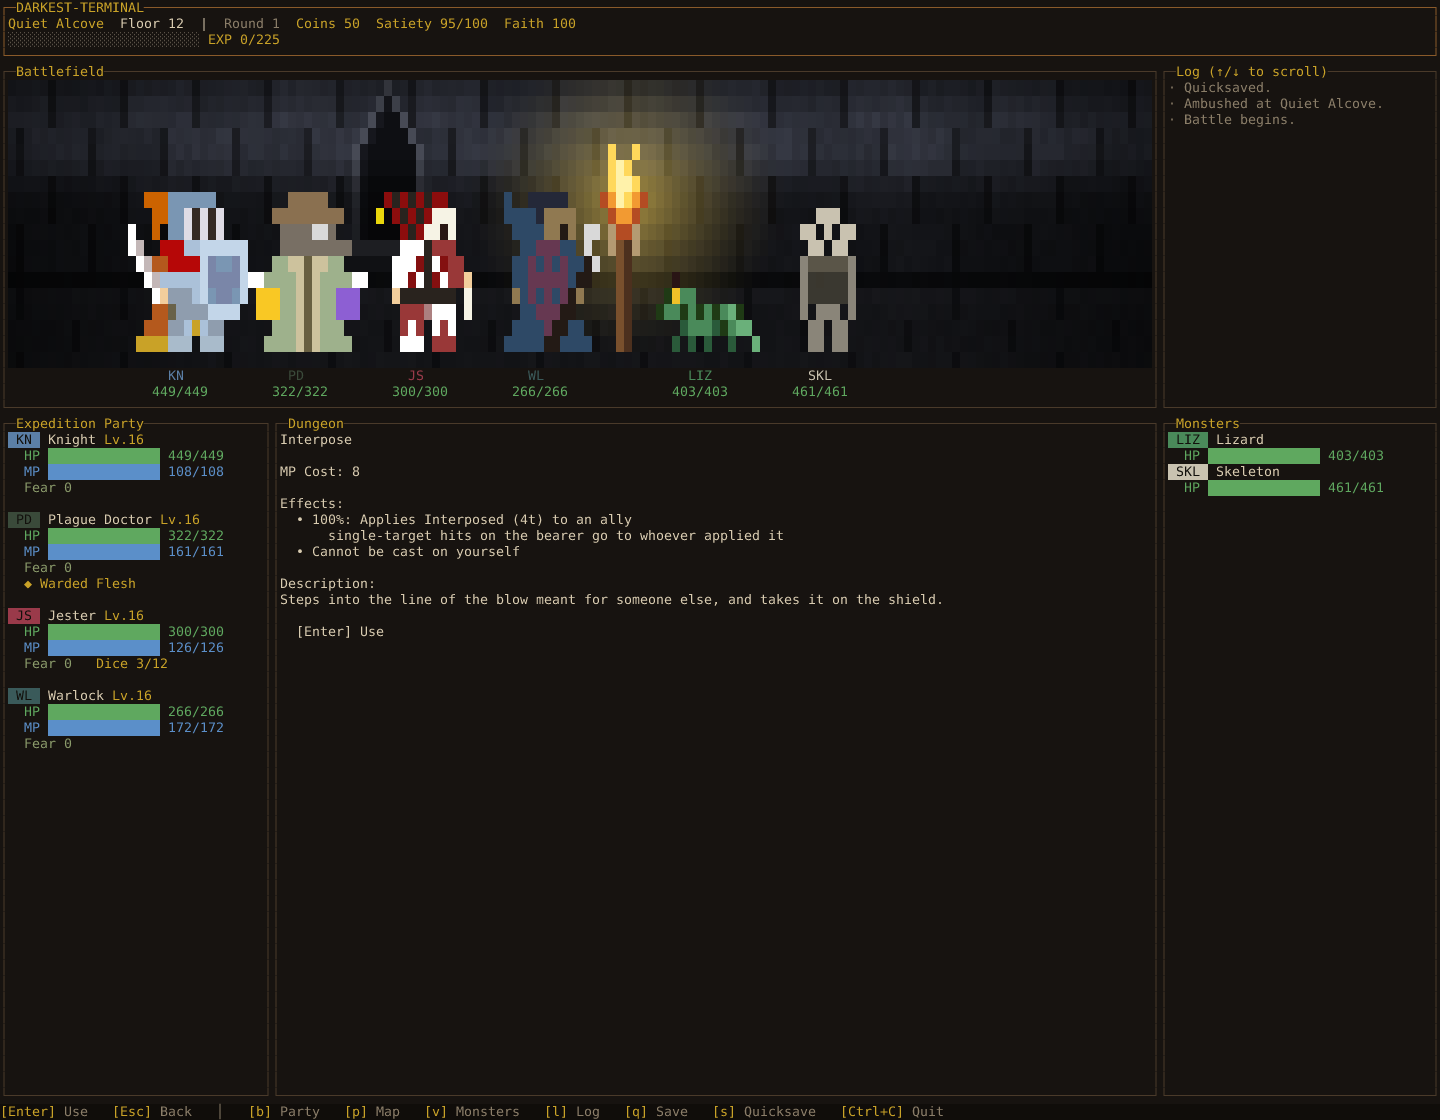 DARKEST-TERMINAL
Quiet Alcove  Floor 12  |  Round 1  Coins 50  Satiety 95/100  Faith 100
EXP 0/225
Battlefield
KN  PD  JS  WL  LIZ  SKL
449/449  322/322  300/300  266/266  403/403  461/461
Log (↑/↓ to scroll)
· Quicksaved.
· Ambushed at Quiet Alcove.
· Battle begins.
Expedition Party
KN Knight Lv.16
HP 449/449
MP 108/108
Fear 0
PD Plague Doctor Lv.16
HP 322/322
MP 161/161
Fear 0
◆ Warded Flesh
JS Jester Lv.16
HP 300/300
MP 126/126
Fear 0   Dice 3/12
WL Warlock Lv.16
HP 266/266
MP 172/172
Fear 0
Dungeon
Interpose
MP Cost: 8
Effects:
• 100%: Applies Interposed (4t) to an ally
single-target hits on the bearer go to whoever applied it
• Cannot be cast on yourself
Description:
Steps into the line of the blow meant for someone else, and takes it on the shield.
[Enter] Use
Monsters
LIZ Lizard
HP 403/403
SKL Skeleton
HP 461/461
[Enter] Use   [Esc] Back   │   [b] Party   [p] Map   [v] Monsters   [l] Log   [q] Save   [s] Quicksave   [Ctrl+C] Quit